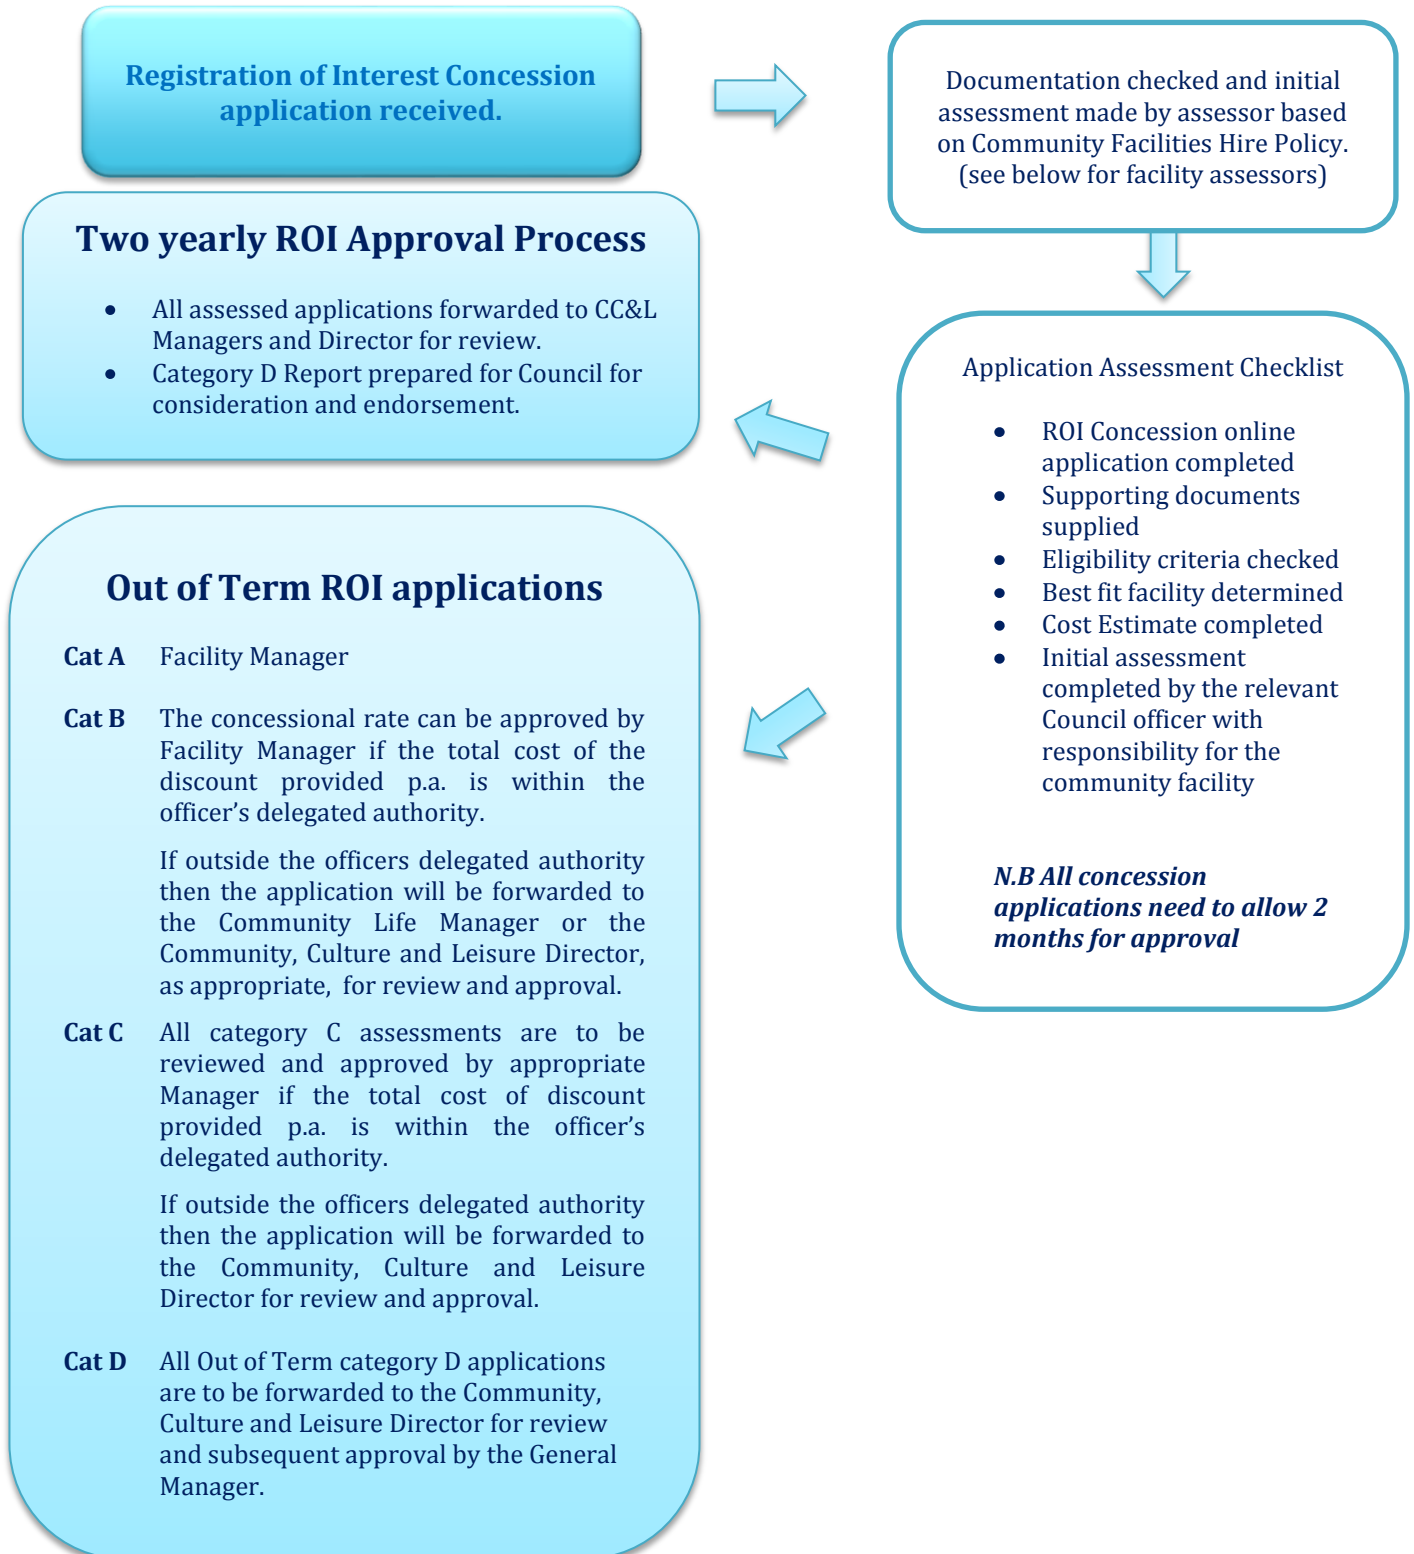 Registration of Interest Concession
application received.
Documentation checked and initial
assessment made by assessor based
on Community Facilities Hire Policy.
(see below for facility assessors)
Two yearly ROI Approval Process
• All assessed applications forwarded to CC&L
Managers and Director for review.
• Category D Report prepared for Council for
consideration and endorsement.
Application Assessment Checklist
• ROI Concession online
application completed
• Supporting documents
supplied
• Eligibility criteria checked
• Best fit facility determined
• Cost Estimate completed
• Initial assessment
completed by the relevant
Council officer with
responsibility for the
community facility
N.B All concession
applications need to allow 2
months for approval
Out of Term ROI applications
Cat A Facility Manager
Cat B The concessional rate can be approved by
Facility Manager if the total cost of the
discount provided p.a. is within the
officer’s delegated authority.
If outside the officers delegated authority
then the application will be forwarded to
the Community Life Manager or the
Community, Culture and Leisure Director,
as appropriate, for review and approval.
Cat C All category C assessments are to be
reviewed and approved by appropriate
Manager if the total cost of discount
provided p.a. is within the officer’s
delegated authority.
If outside the officers delegated authority
then the application will be forwarded to
the Community, Culture and Leisure
Director for review and approval.
Cat D All Out of Term category D applications
are to be forwarded to the Community,
Culture and Leisure Director for review
and subsequent approval by the General
Manager.